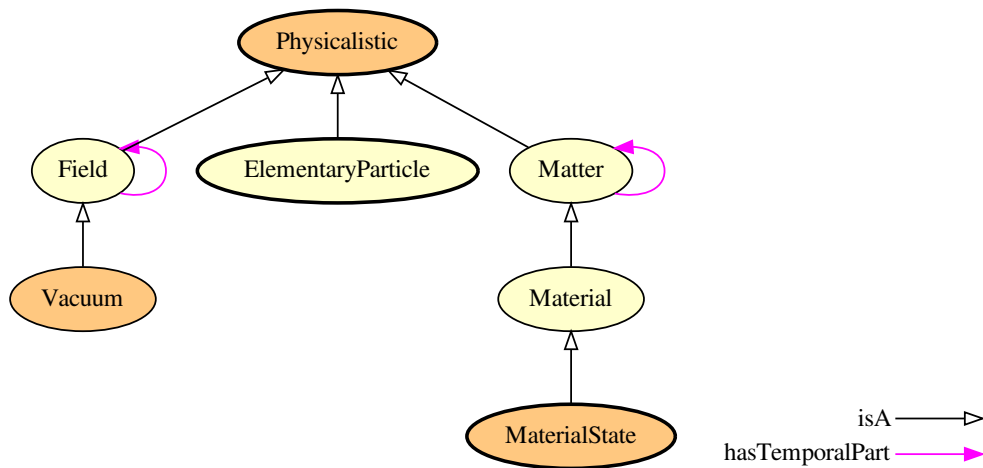 Physicalistic
Field
ElementaryParticle
Matter
Vacuum
Material
MaterialState
isA
hasTemporalPart